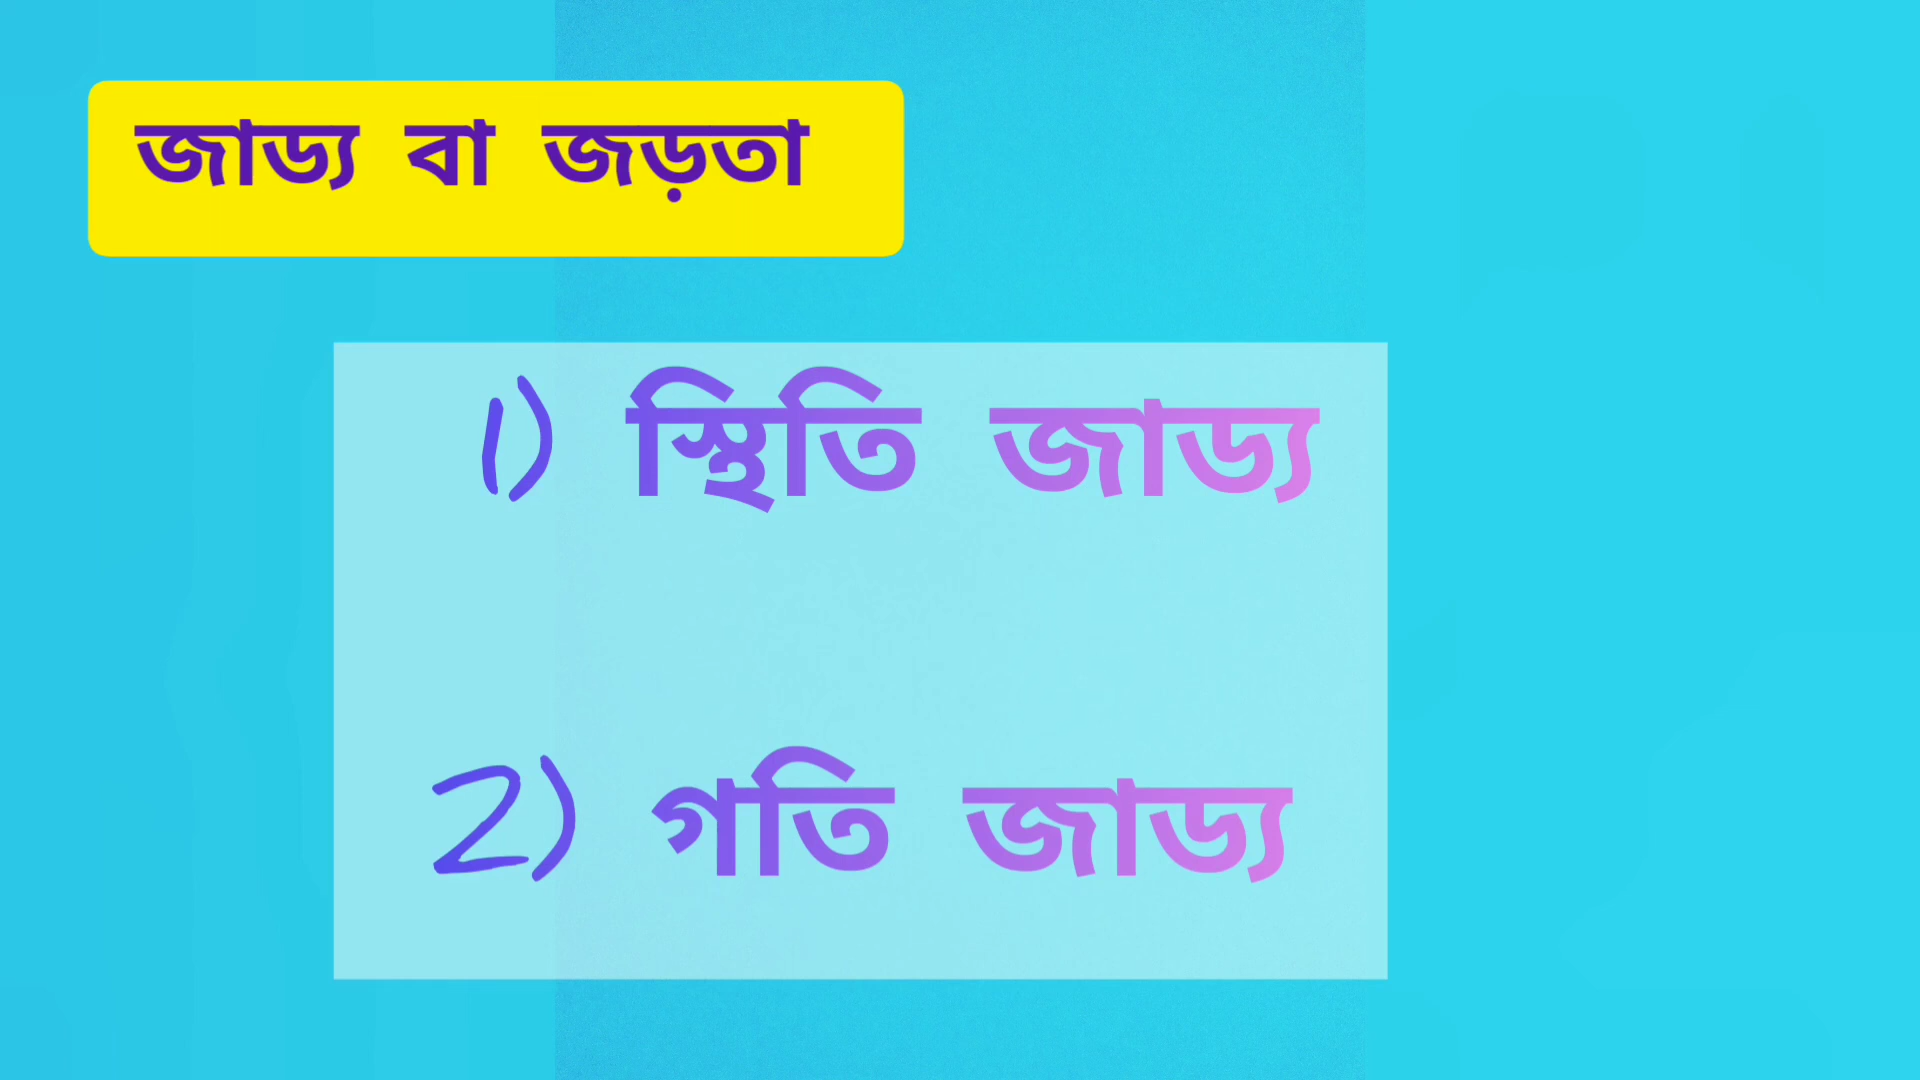 জাড্য বা জড়তা
1) স্থিতি জাড্য
2) গতি জাড্য